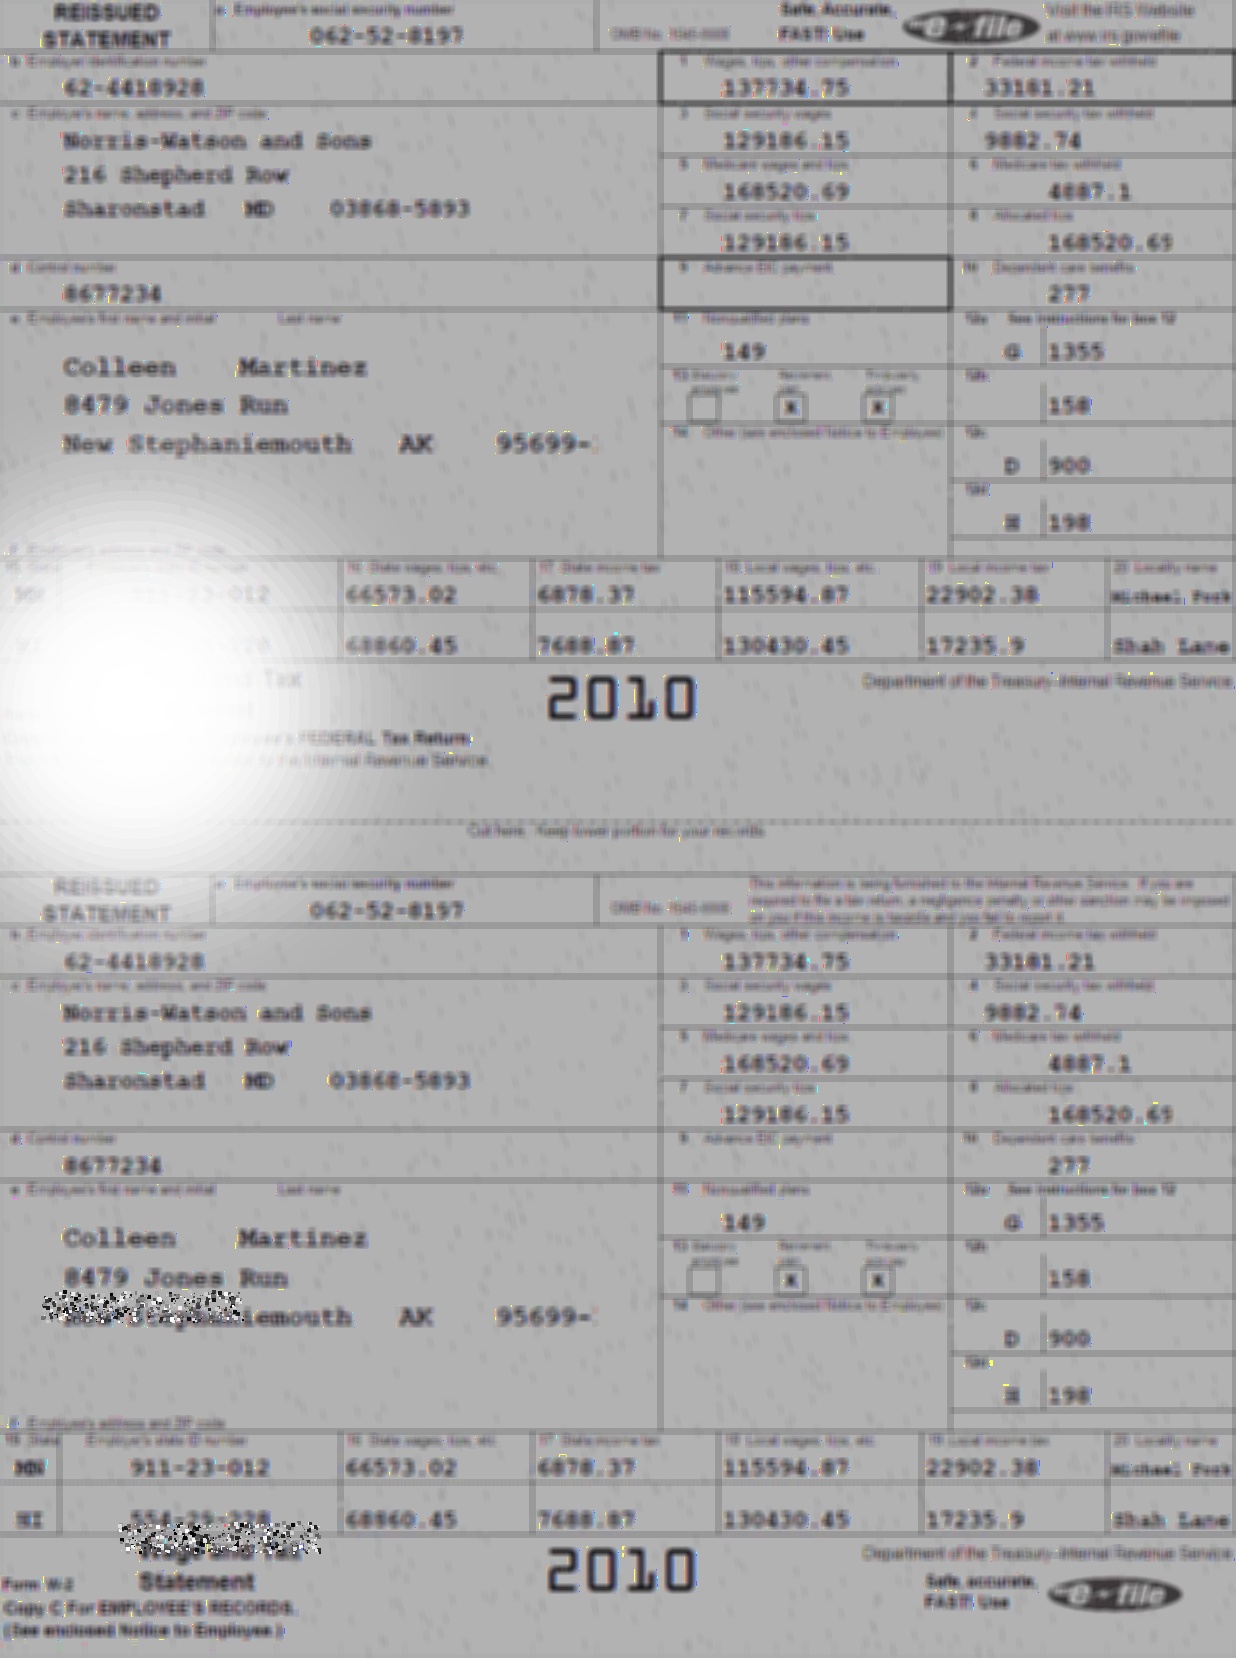 REISSUED STATEMENT
a Employee's social security number
062-52-8197
OMB No. 1545-0008
Safe, Accurate, FAST! Use
e-file
Visit the IRS Website at www.irs.gov/efile
b Employer identification number
62-4418928
1 Wages, tips, other compensation
137734.75
2 Federal income tax withheld
33181.21
c Employer's name, address, and ZIP code
Norris-Watson and Sons
216 Shepherd Row
Sharonstad MD 03868-5893
3 Social security wages
129186.15
4 Social security tax withheld
9882.74
5 Medicare wages and tips
168520.69
6 Medicare tax withheld
4887.1
7 Social security tips
129186.15
8 Allocated tips
168520.69
d Control number
8677234
9 Advance EIC payment
10 Dependent care benefits
277
e Employee's first name and initial Last name
Colleen Martinez
8479 Jones Run
New Stephaniemouth AK 95699-
11 Nonqualified plans
149
12a See instructions for box 12
G 1355
12b
158
12c
D 900
12d
H 198
13 Statutory employee
Retirement plan X
Third-party sick pay X
14 Other (see enclosed Notice to Employee)
16 State wages, tips, etc.
17 State income tax
18 Local wages, tips, etc.
19 Local income tax
20 Locality name
66573.02 6878.37 115594.87 22902.38 Michael Fork
68860.45 7688.87 130430.45 17235.9 Shah Lane
Tax
2010
Department of the Treasury-Internal Revenue Service
FEDERAL Tax Return.
Internal Revenue Service.
Cut here. Keep lower portion for your records.
REISSUED STATEMENT
a Employee's social security number
062-52-8197
OMB No. 1545-0008
This information is being furnished to the Internal Revenue Service. If you are
required to file a tax return, a negligence penalty or other sanction may be imposed
on you if this income is taxable and you fail to report it.
b Employer identification number
62-4418928
1 Wages, tips, other compensation
137734.75
2 Federal income tax withheld
33181.21
c Employer's name, address, and ZIP code
Norris-Watson and Sons
216 Shepherd Row
Sharonstad MD 03868-5893
3 Social security wages
129186.15
4 Social security tax withheld
9882.74
5 Medicare wages and tips
168520.69
6 Medicare tax withheld
4887.1
7 Social security tips
129186.15
8 Allocated tips
168520.69
d Control number
8677234
9 Advance EIC payment
10 Dependent care benefits
277
e Employee's first name and initial Last name
Colleen Martinez
8479 Jones Run
New Stephaniemouth AK 95699-
11 Nonqualified plans
149
12a See instructions for box 12
G 1355
12b
158
12c
D 900
12d
H 198
13 Statutory employee
Retirement plan X
Third-party sick pay X
14 Other (see enclosed Notice to Employee)
f Employee's address and ZIP code
15 State Employer's state ID number
16 State wages, tips, etc.
17 State income tax
18 Local wages, tips, etc.
19 Local income tax
20 Locality name
MN 911-23-012 66573.02 6878.37 115594.87 22902.38 Michael Fork
HI 68860.45 7688.87 130430.45 17235.9 Shah Lane
Wage and Tax
Form W-2 Statement
2010
Department of the Treasury-Internal Revenue Service
Copy C For EMPLOYEE'S RECORDS.
(See enclosed Notice to Employee.)
Safe, accurate, FAST! Use
e-file